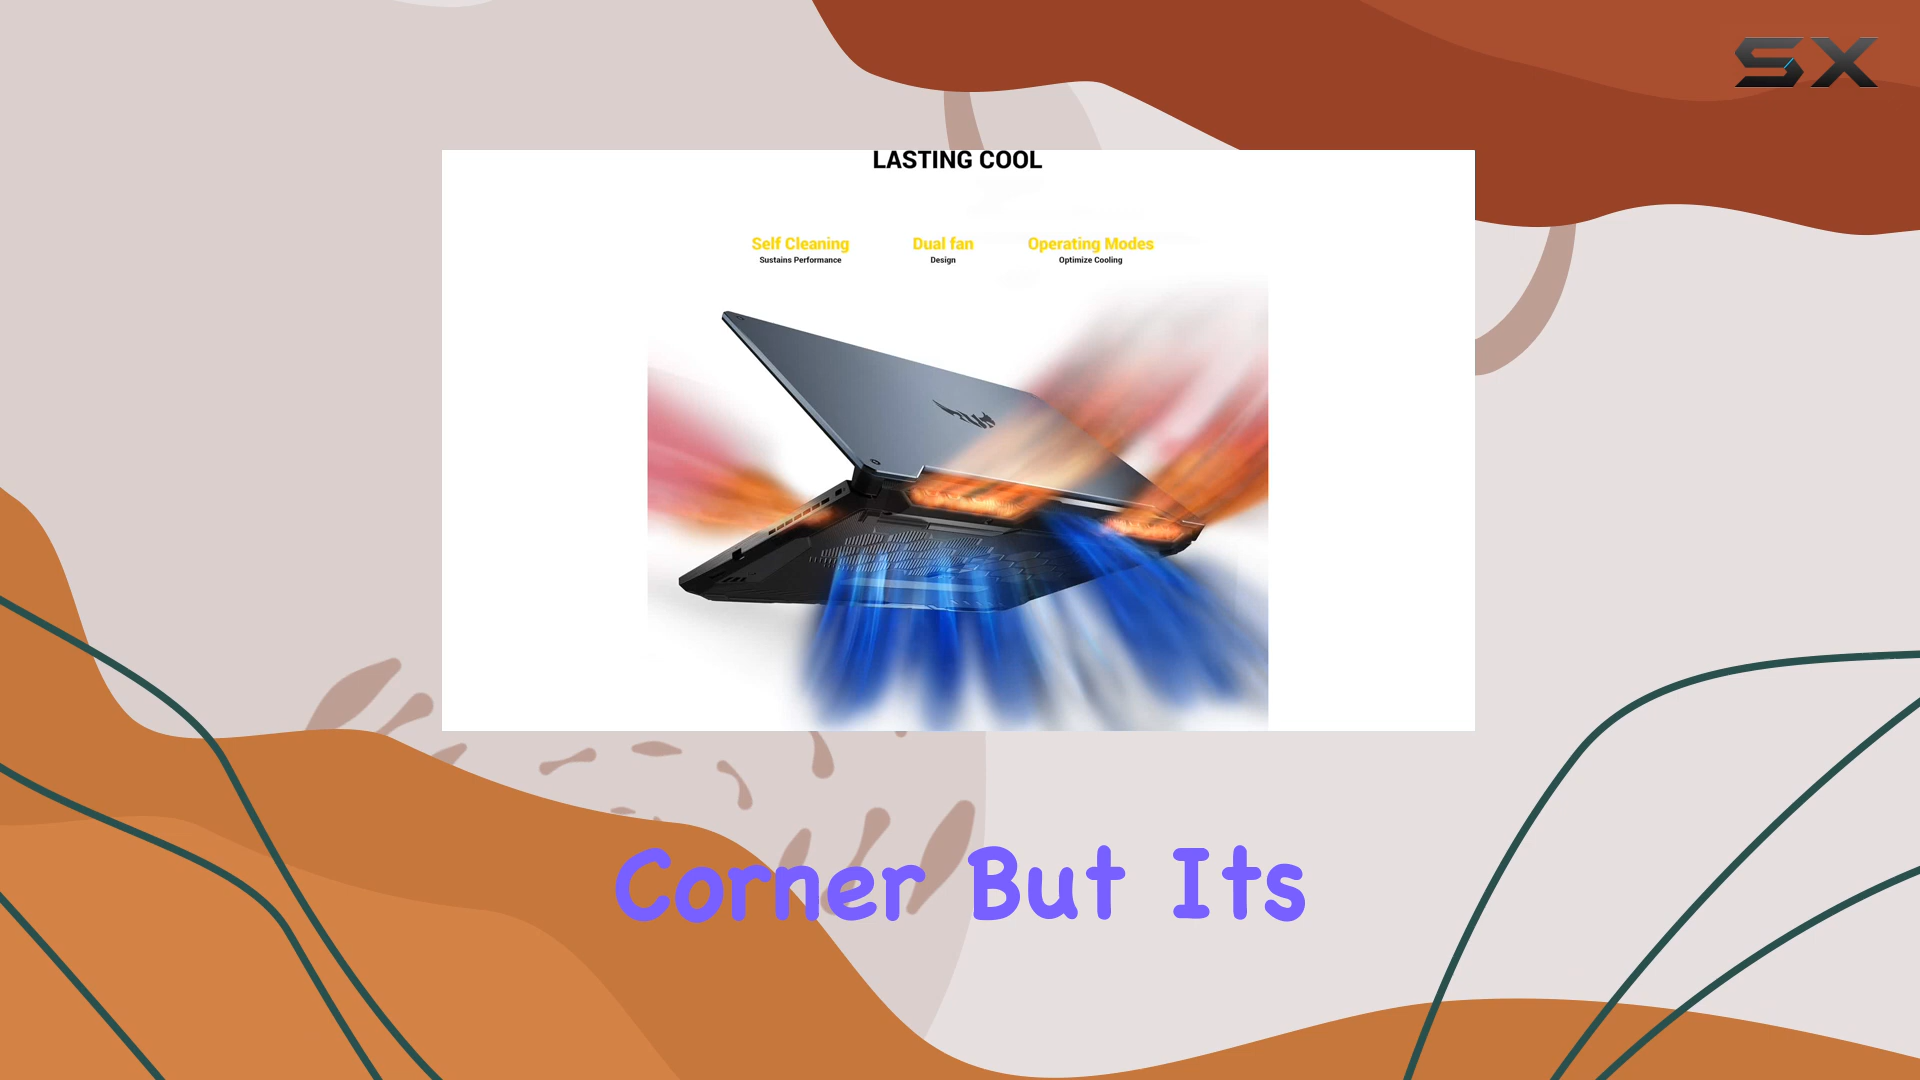 SX
LASTING COOL
Self Cleaning Dual fan Operating Modes
Sustains Performance Design Optimize Cooling
Corner But Its